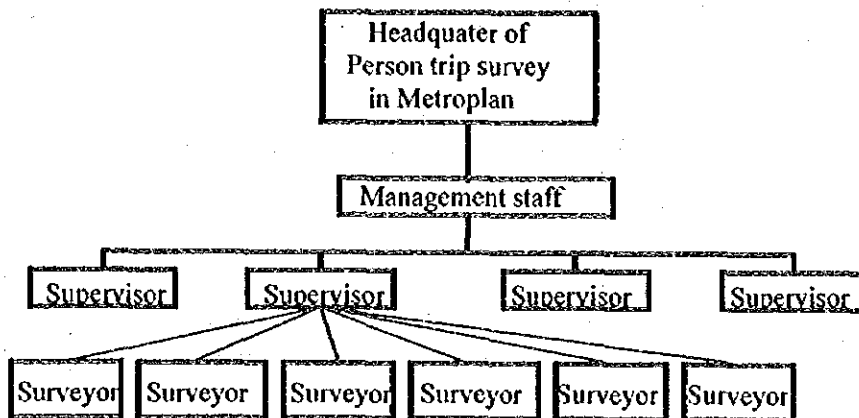 Headquater of
Person trip survey
in Metroplan
Management staff
Supervisor Supervisor Supervisor Supervisor
Surveyor Surveyor Surveyor Surveyor Surveyor Surveyor